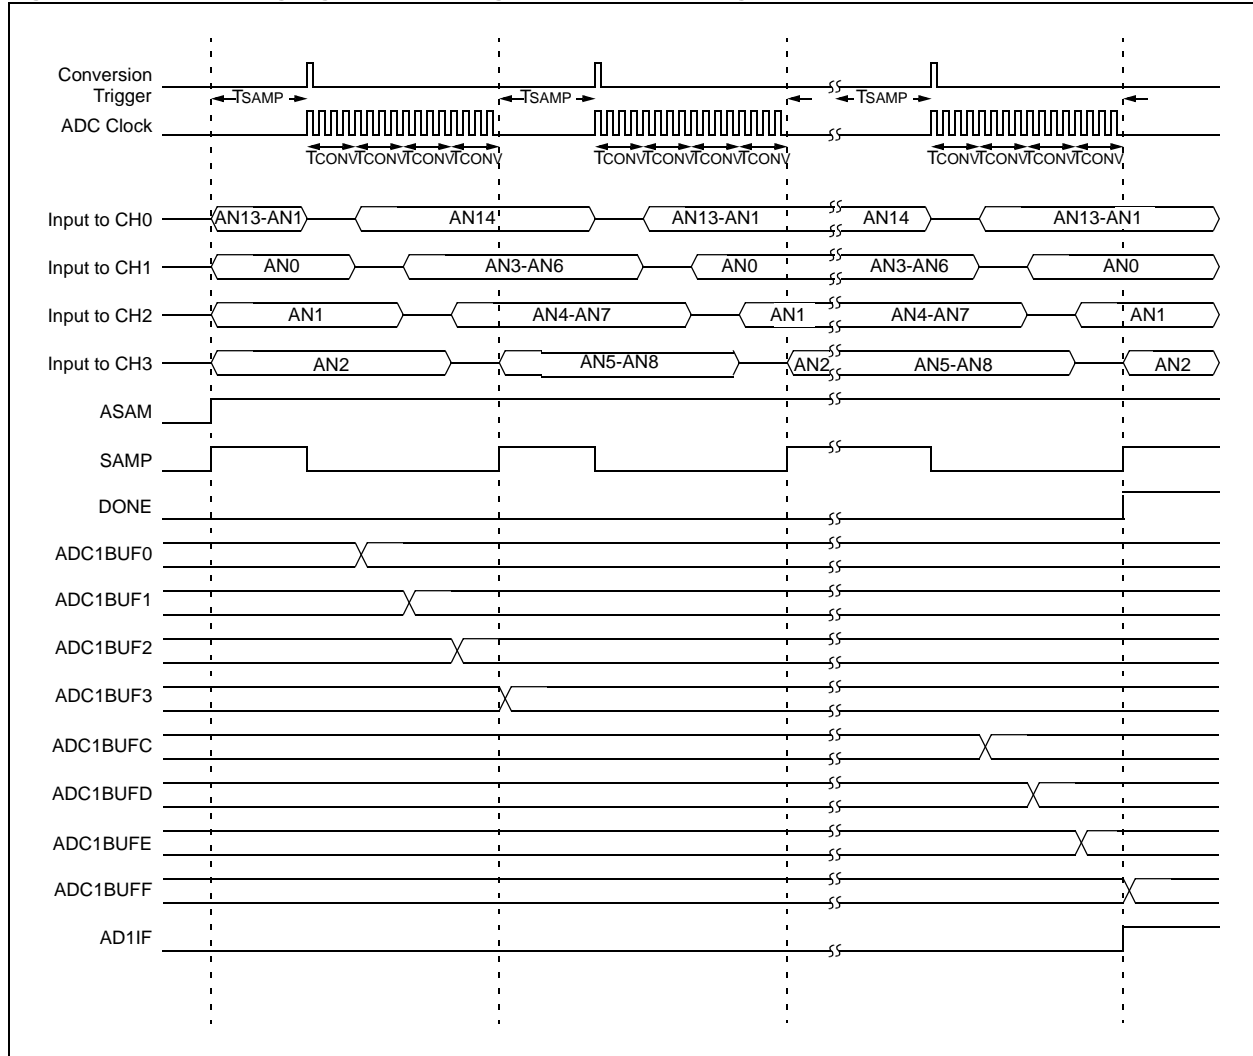 Conversion
Trigger
TSAMP TSAMP TSAMP
ADC Clock
TCONV TCONV TCONV TCONV TCONV TCONV TCONV TCONV TCONV TCONV TCONV TCONV
Input to CH0 AN13-AN1 AN14 AN13-AN1 AN14 AN13-AN1
Input to CH1 AN0 AN3-AN6 AN0 AN3-AN6 AN0
Input to CH2 AN1 AN4-AN7 AN1 AN4-AN7 AN1
Input to CH3 AN2 AN5-AN8 AN2 AN5-AN8 AN2
ASAM
SAMP
DONE
ADC1BUF0
ADC1BUF1
ADC1BUF2
ADC1BUF3
ADC1BUFC
ADC1BUFD
ADC1BUFE
ADC1BUFF
AD1IF